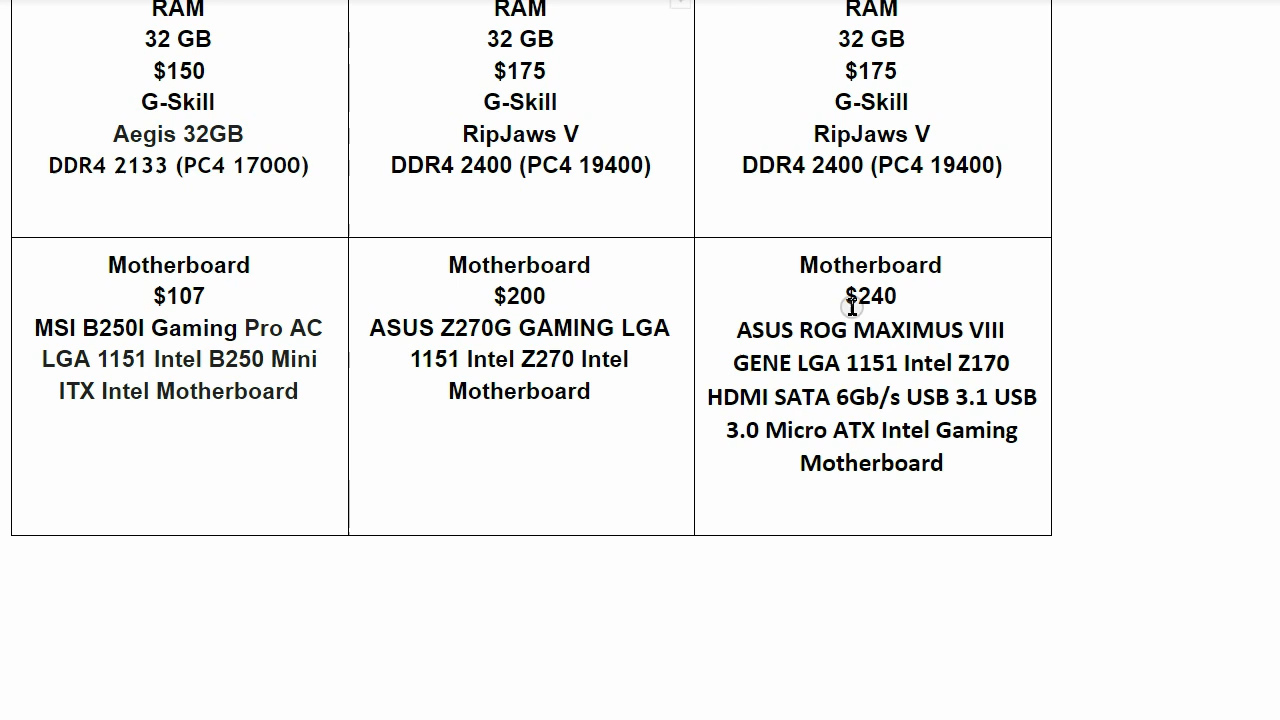 RAM
32 GB
$150
G-Skill
Aegis 32GB
DDR4 2133 (PC4 17000)
RAM
32 GB
$175
G-Skill
RipJaws V
DDR4 2400 (PC4 19400)
RAM
32 GB
$175
G-Skill
RipJaws V
DDR4 2400 (PC4 19400)
Motherboard
$107
MSI B250I Gaming Pro AC
LGA 1151 Intel B250 Mini
ITX Intel Motherboard
Motherboard
$200
ASUS Z270G GAMING LGA
1151 Intel Z270 Intel
Motherboard
Motherboard
$240
ASUS ROG MAXIMUS VIII
GENE LGA 1151 Intel Z170
HDMI SATA 6Gb/s USB 3.1 USB
3.0 Micro ATX Intel Gaming
Motherboard